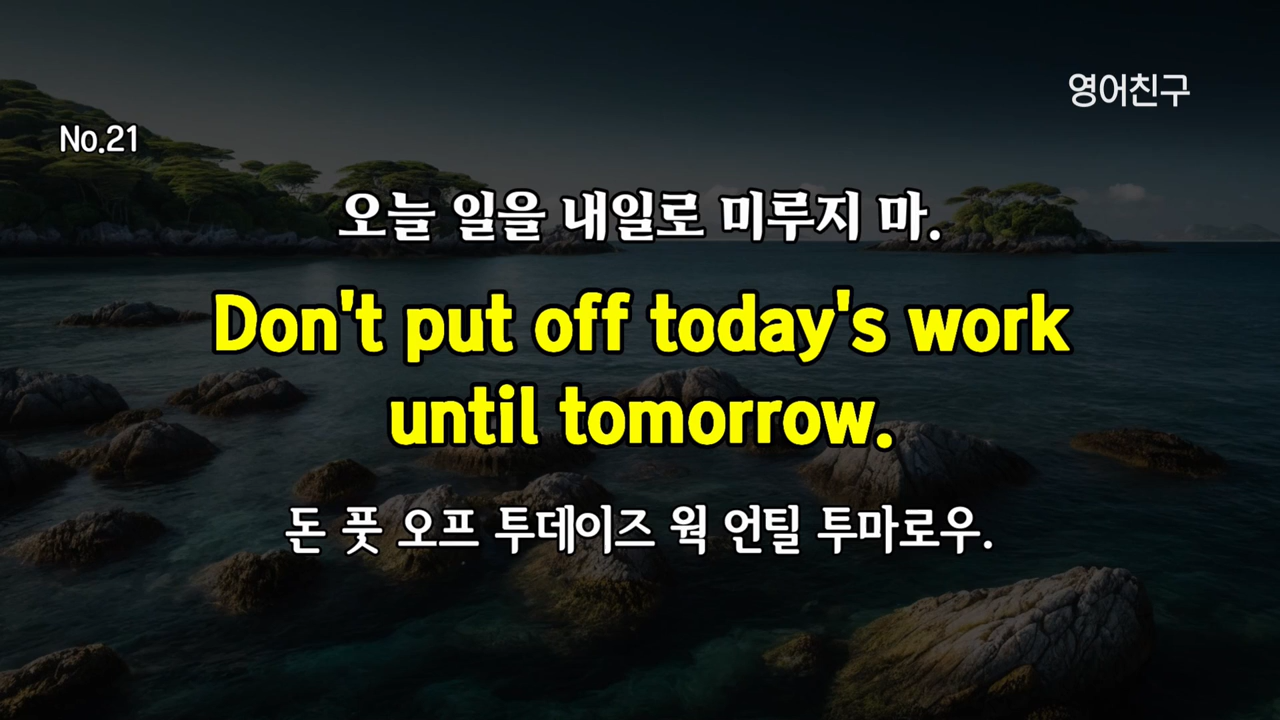 영어친구
No.21
오늘 일을 내일로 미루지 마.
Don't put off today's work
until tomorrow.
돈 풋 오프 투데이즈 웍 언틸 투마로우.